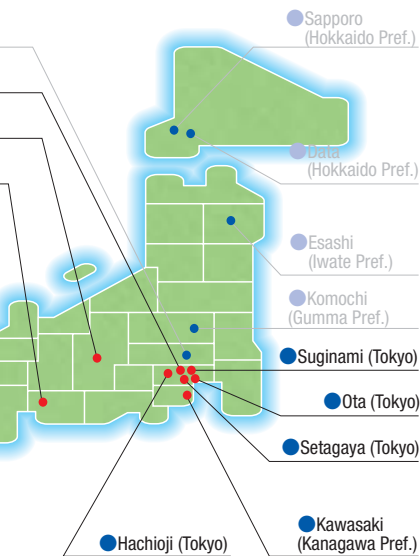 Sapporo
(Hokkaido Pref.)
Data
(Hokkaido Pref.)
Esashi
(Iwate Pref.)
Komochi
(Gumma Pref.)
Suginami (Tokyo)
Ota (Tokyo)
Setagaya (Tokyo)
Kawasaki
(Kanagawa Pref.)
Hachioji (Tokyo)